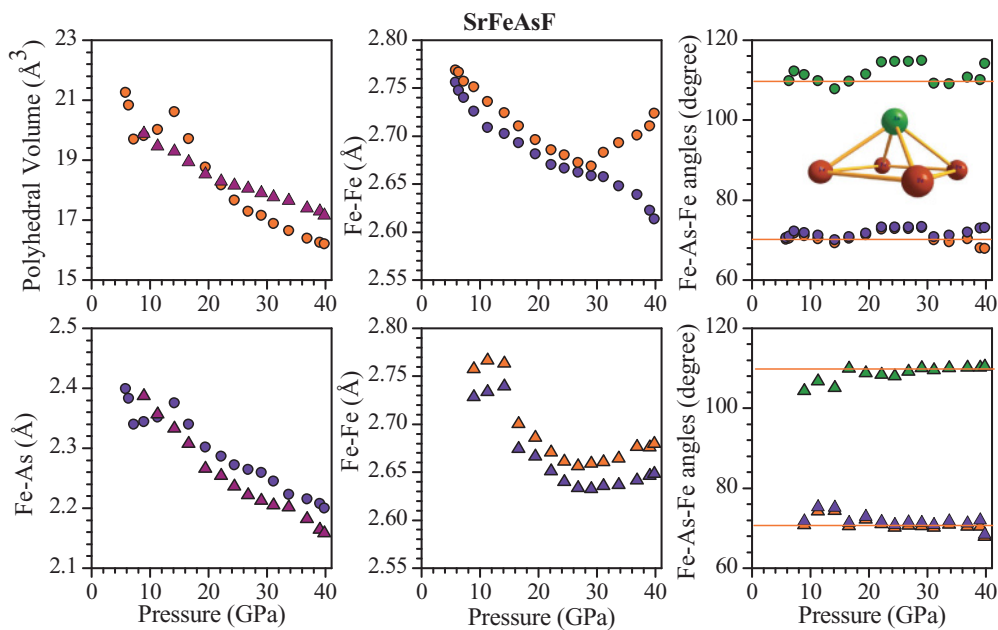 SrFeAsF
Polyhedral Volume (Å³)
23
21
19
17
15
0 10 20 30 40
Fe-Fe (Å)
2.80
2.75
2.70
2.65
2.60
2.55
0 10 20 30 40
Fe-As-Fe angles (degree)
120
100
80
60
0 10 20 30 40
Fe-As (Å)
2.5
2.4
2.3
2.2
2.1
0 10 20 30 40
Pressure (GPa)
Fe-Fe (Å)
2.80
2.75
2.70
2.65
2.60
2.55
0 10 20 30 40
Pressure (GPa)
Fe-As-Fe angles (degree)
120
100
80
60
0 10 20 30 40
Pressure (GPa)